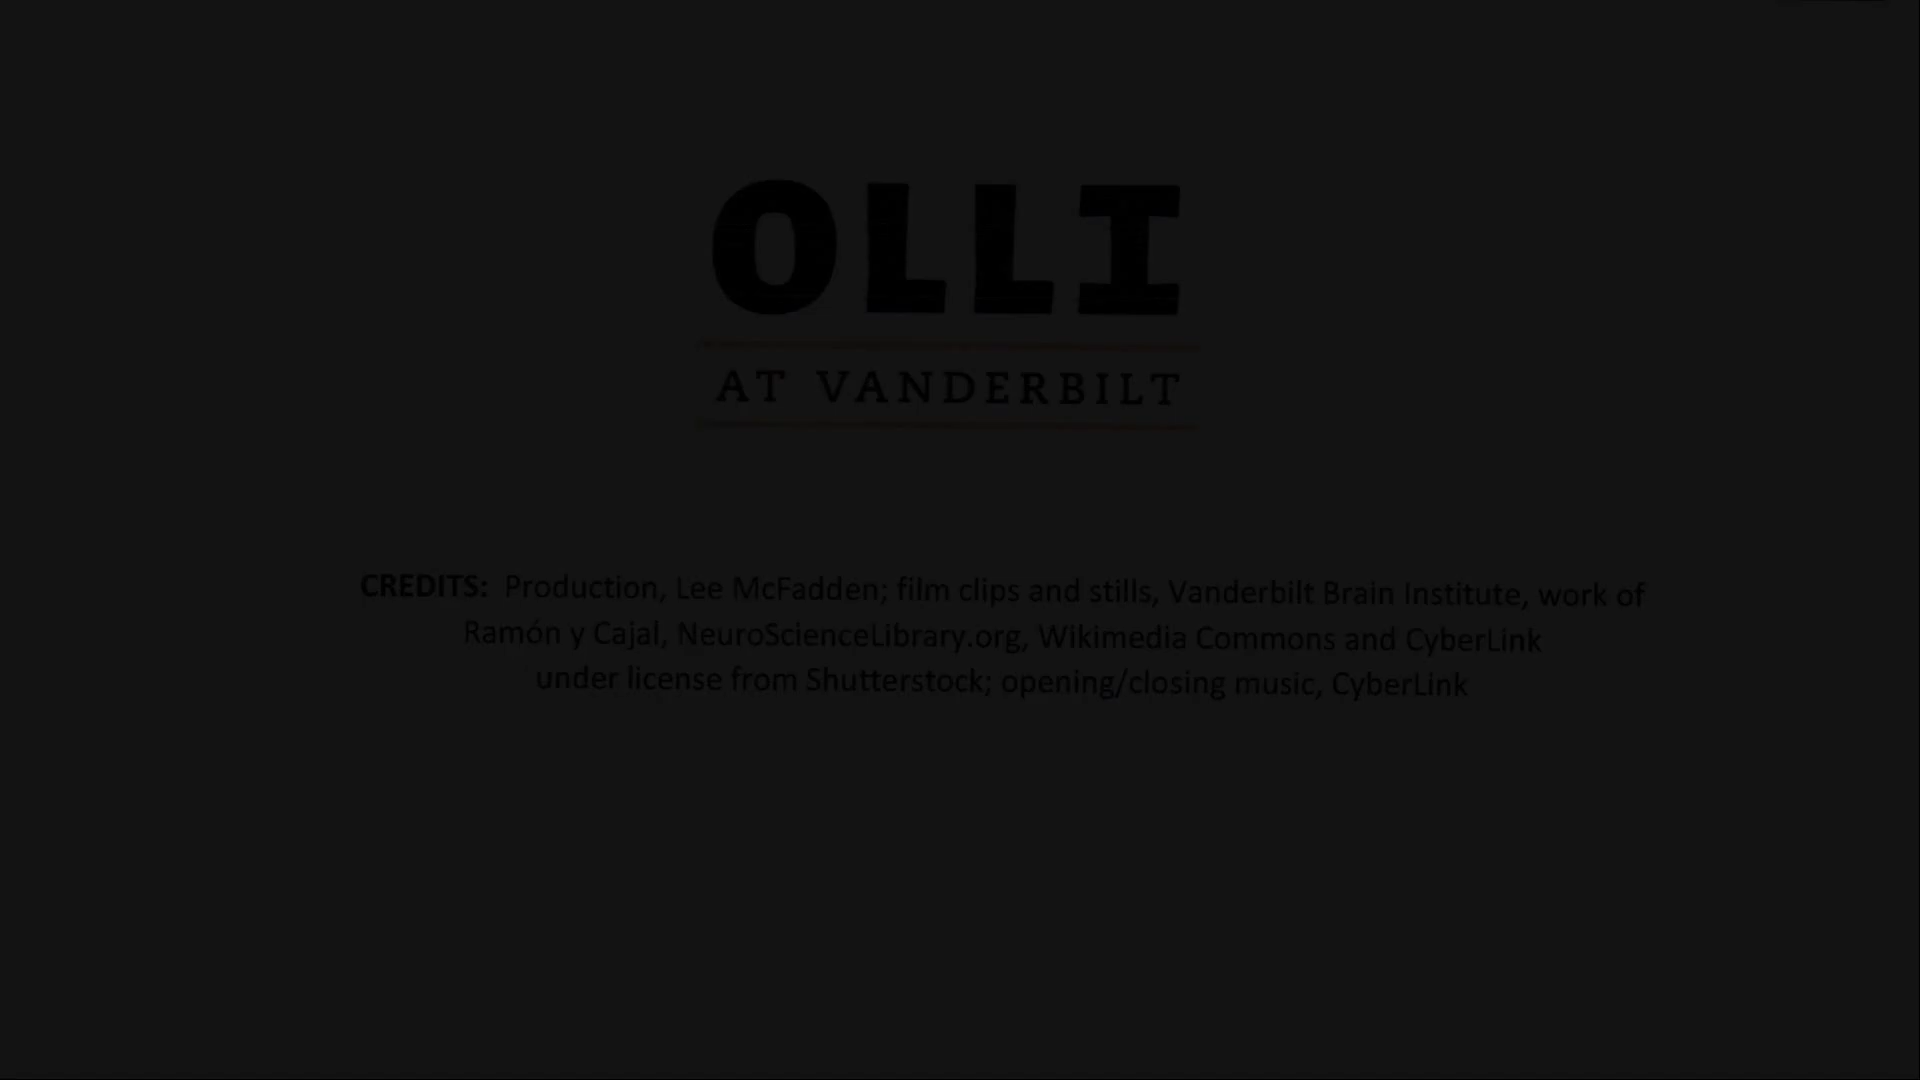 OLLI
AT VANDERBILT
CREDITS: Production, Lee McFadden; film clips and stills, Vanderbilt Brain Institute, work of
Ramón y Cajal, NeuroScienceLibrary.org, Wikimedia Commons and CyberLink
under license from Shutterstock; opening/closing music, CyberLink